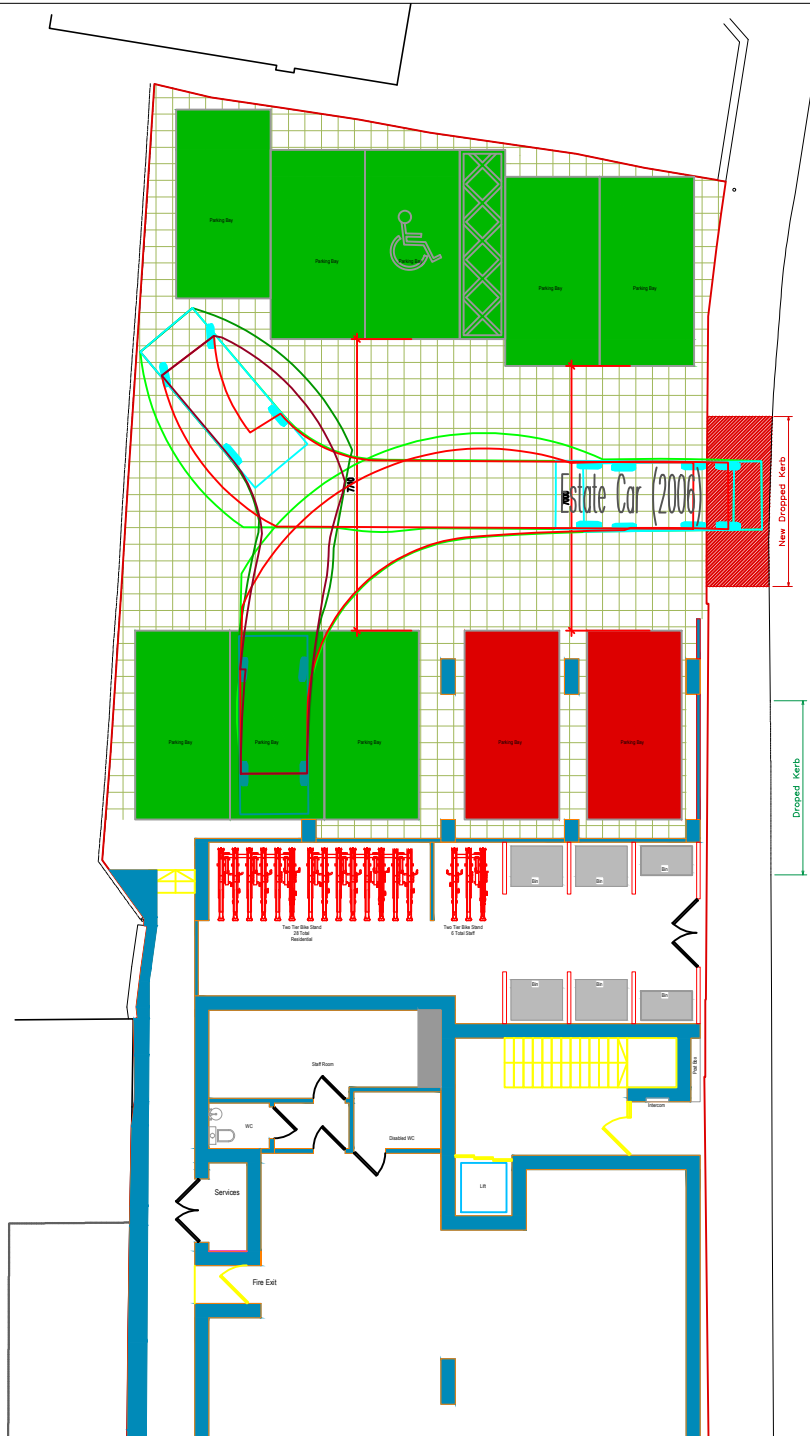 Parking Bay
Parking Bay
Parking Bay
Parking Bay
Parking Bay
7740
Estate Car (2006)
New Dropped Kerb
Parking Bay
Parking Bay
Parking Bay
Parking Bay
Parking Bay
Droped Kerb
Bin
Bin
Bin
Two Tier Bike Stand
28 Total
Residential
Two Tier Bike Stand
6 Total Staff
Bin
Bin
Bin
Staff Room
Post Box
Intercom
WC
Disabled WC
Lift
Services
Fire Exit